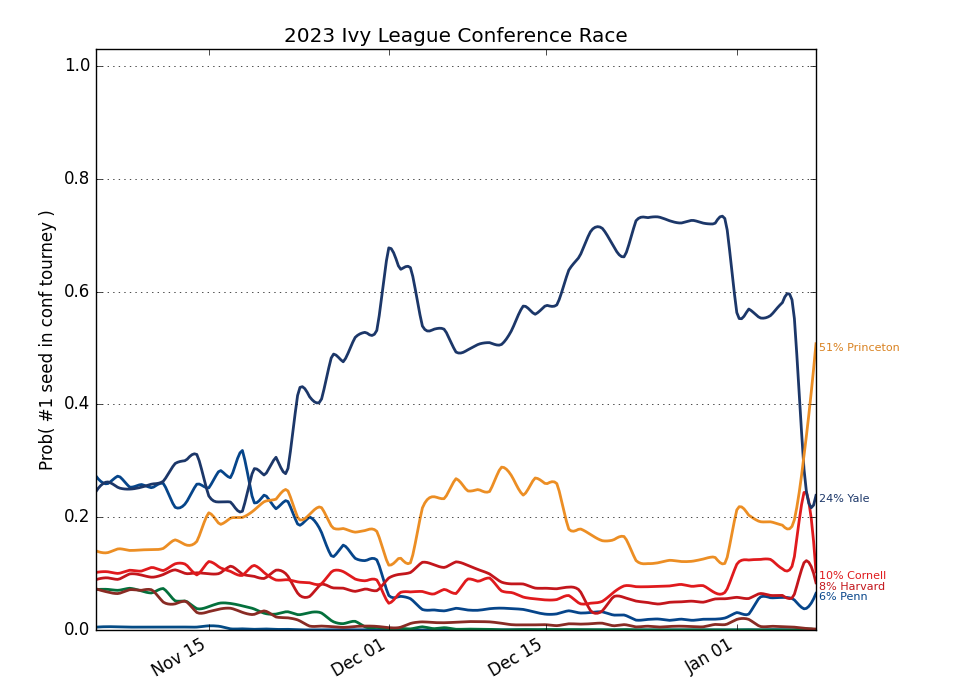 2023 Ivy League Conference Race
Prob( #1 seed in conf tourney )
1.0
0.8
0.6
0.4
0.2
0.0
Nov 15
Dec 01
Dec 15
Jan 01
51% Princeton
24% Yale
10% Cornell
8% Harvard
6% Penn